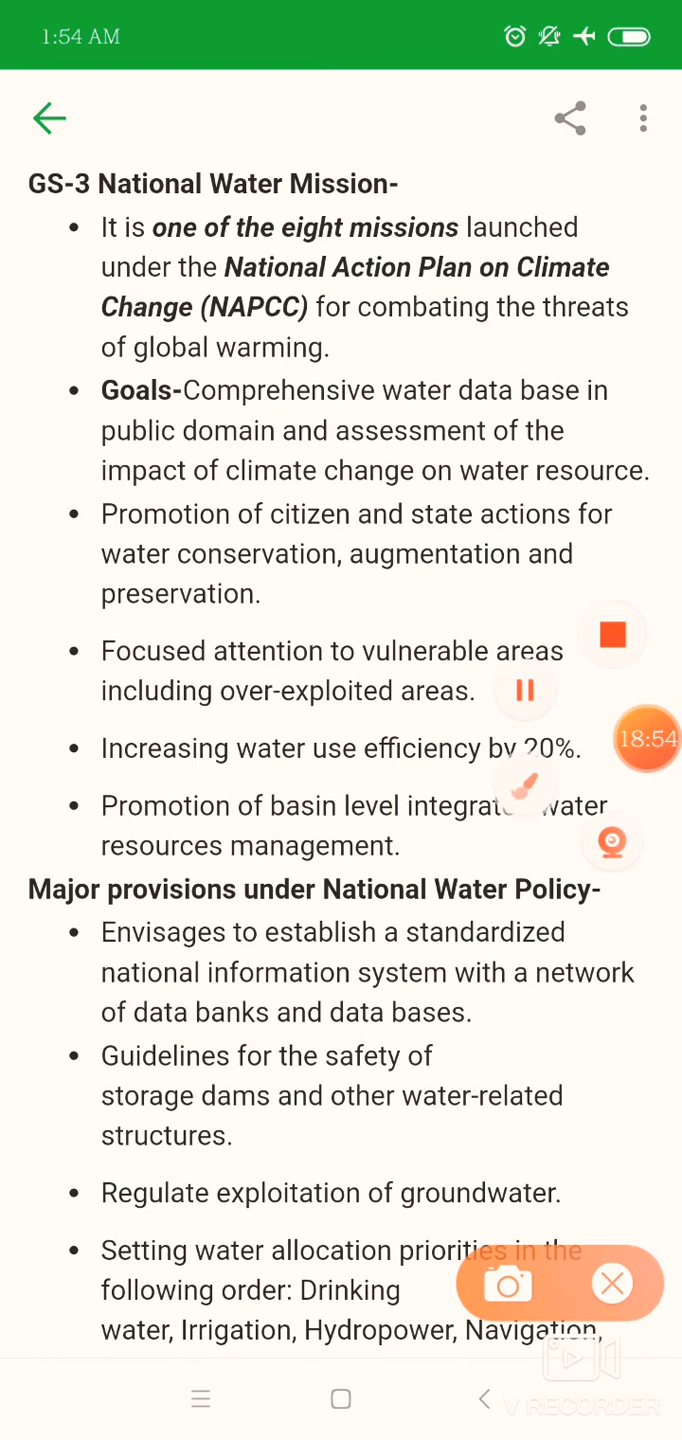 1:54 AM
GS-3 National Water Mission-
• It is one of the eight missions launched
under the National Action Plan on Climate
Change (NAPCC) for combating the threats
of global warming.
• Goals-Comprehensive water data base in
public domain and assessment of the
impact of climate change on water resource.
• Promotion of citizen and state actions for
water conservation, augmentation and
preservation.
• Focused attention to vulnerable areas
including over-exploited areas.
• Increasing water use efficiency by 20%.
18:54
• Promotion of basin level integrated water
resources management.
Major provisions under National Water Policy-
• Envisages to establish a standardized
national information system with a network
of data banks and data bases.
• Guidelines for the safety of
storage dams and other water-related
structures.
• Regulate exploitation of groundwater.
• Setting water allocation priorities in the
following order: Drinking
water, Irrigation, Hydropower, Navigation,
V RECORDER